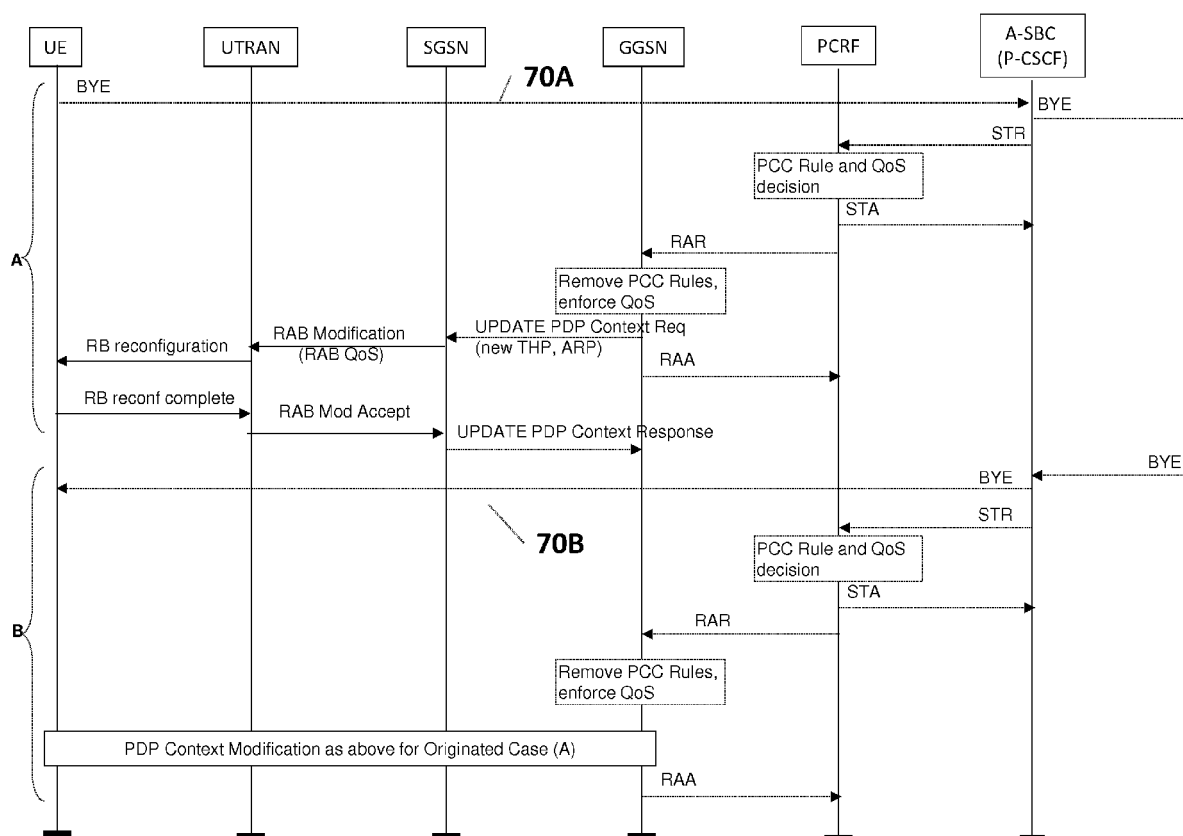 UE
UTRAN
SGSN
GGSN
PCRF
A-SBC
(P-CSCF)
BYE
70A
BYE
STR
PCC Rule and QoS
decision
STA
RAR
A
Remove PCC Rules,
enforce QoS
UPDATE PDP Context Req
(new THP, ARP)
RAB Modification
(RAB QoS)
RB reconfiguration
RAA
RB reconf complete
RAB Mod Accept
UPDATE PDP Context Response
BYE
BYE
70B
STR
PCC Rule and QoS
decision
STA
RAR
B
Remove PCC Rules,
enforce QoS
PDP Context Modification as above for Originated Case (A)
RAA